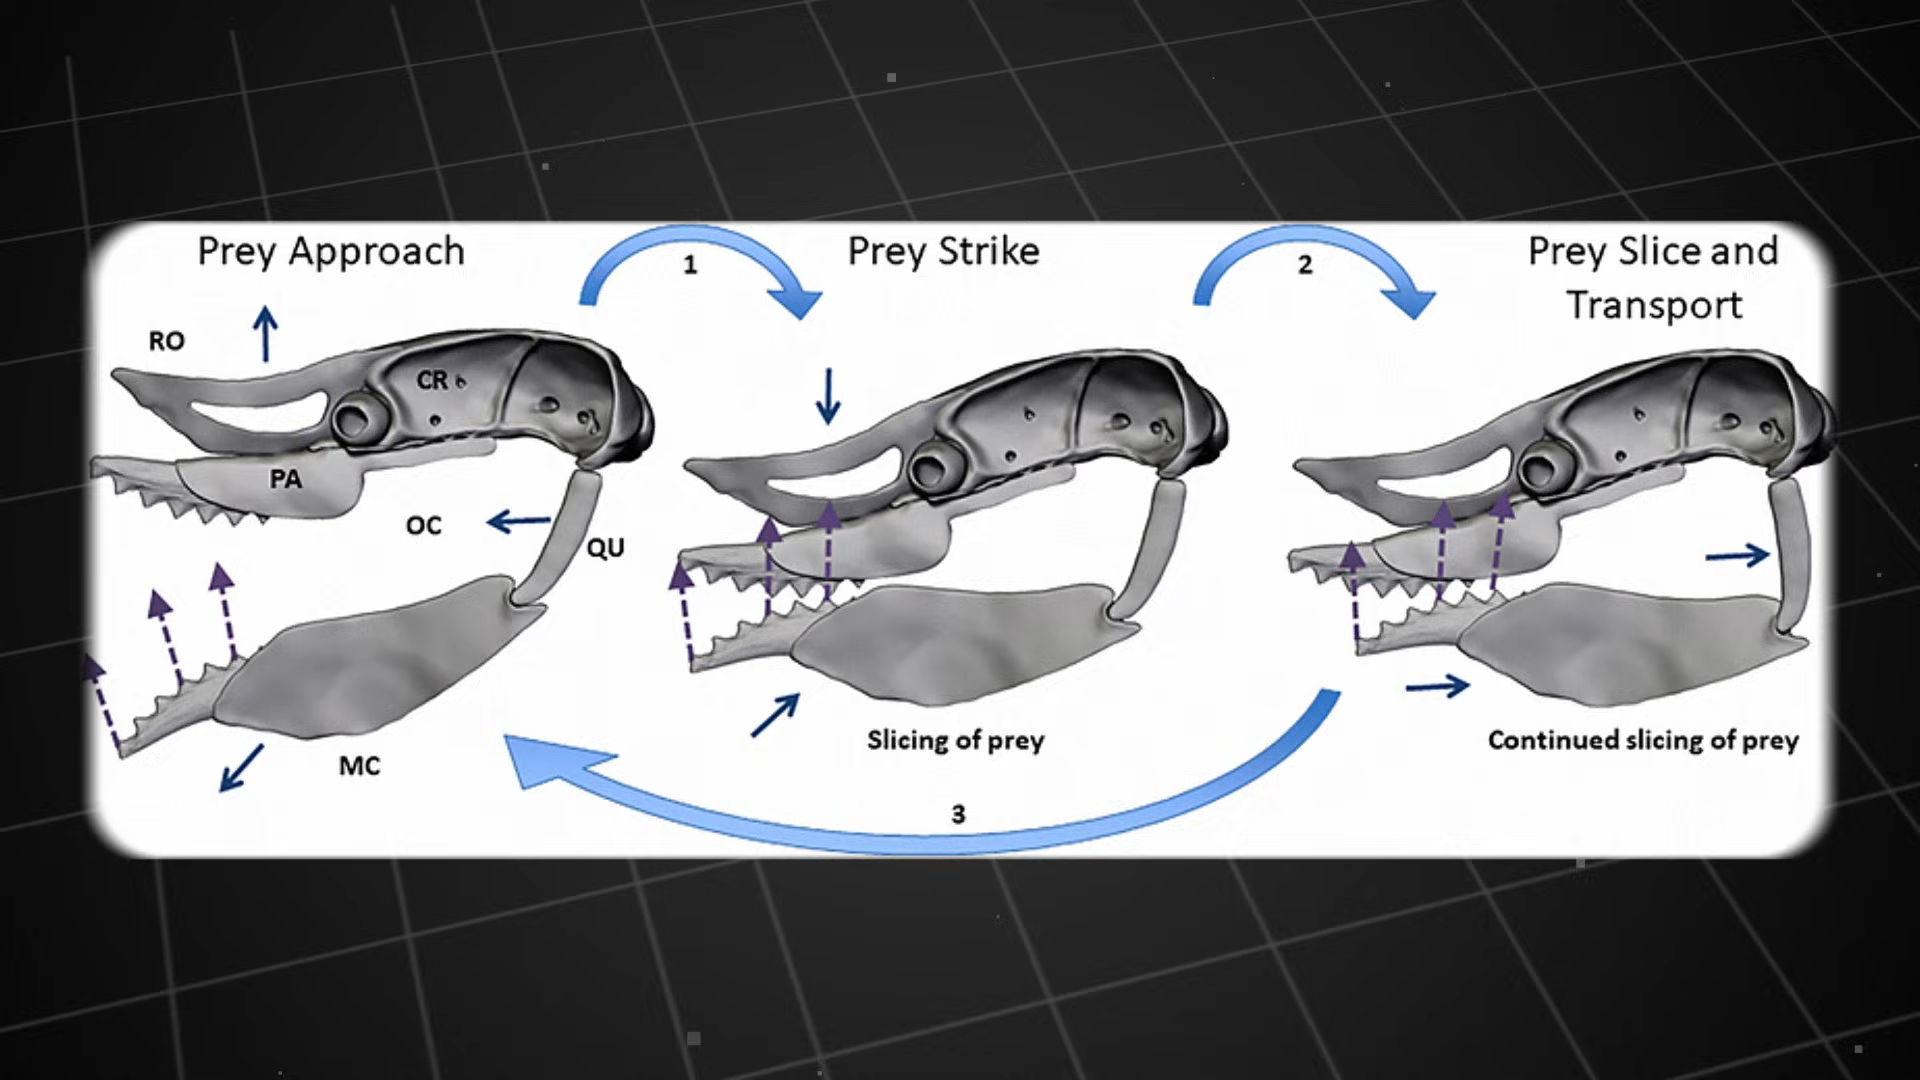 Prey Approach
1
Prey Strike
2
Prey Slice and
Transport
RO
CR
PA
OC
QU
MC
Slicing of prey
Continued slicing of prey
3